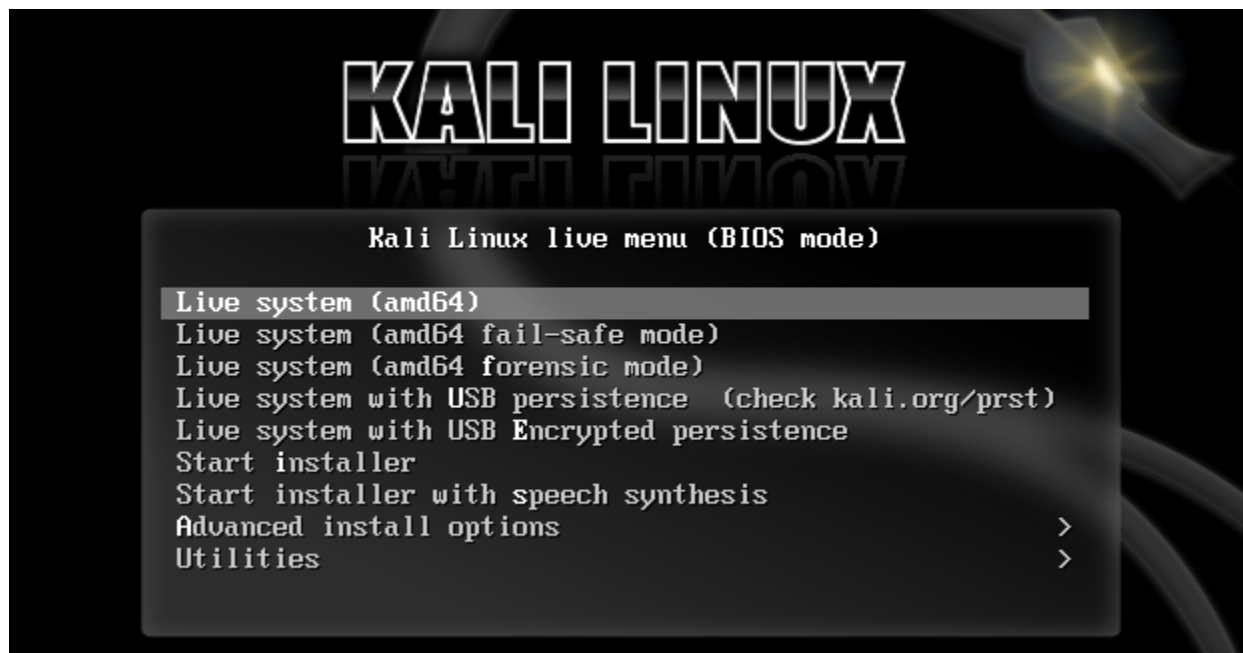 KALI LINUX
Kali Linux live menu (BIOS mode)
Live system (amd64)
Live system (amd64 fail-safe mode)
Live system (amd64 forensic mode)
Live system with USB persistence (check kali.org/prst)
Live system with USB Encrypted persistence
Start installer
Start installer with speech synthesis
Advanced install options >
Utilities >